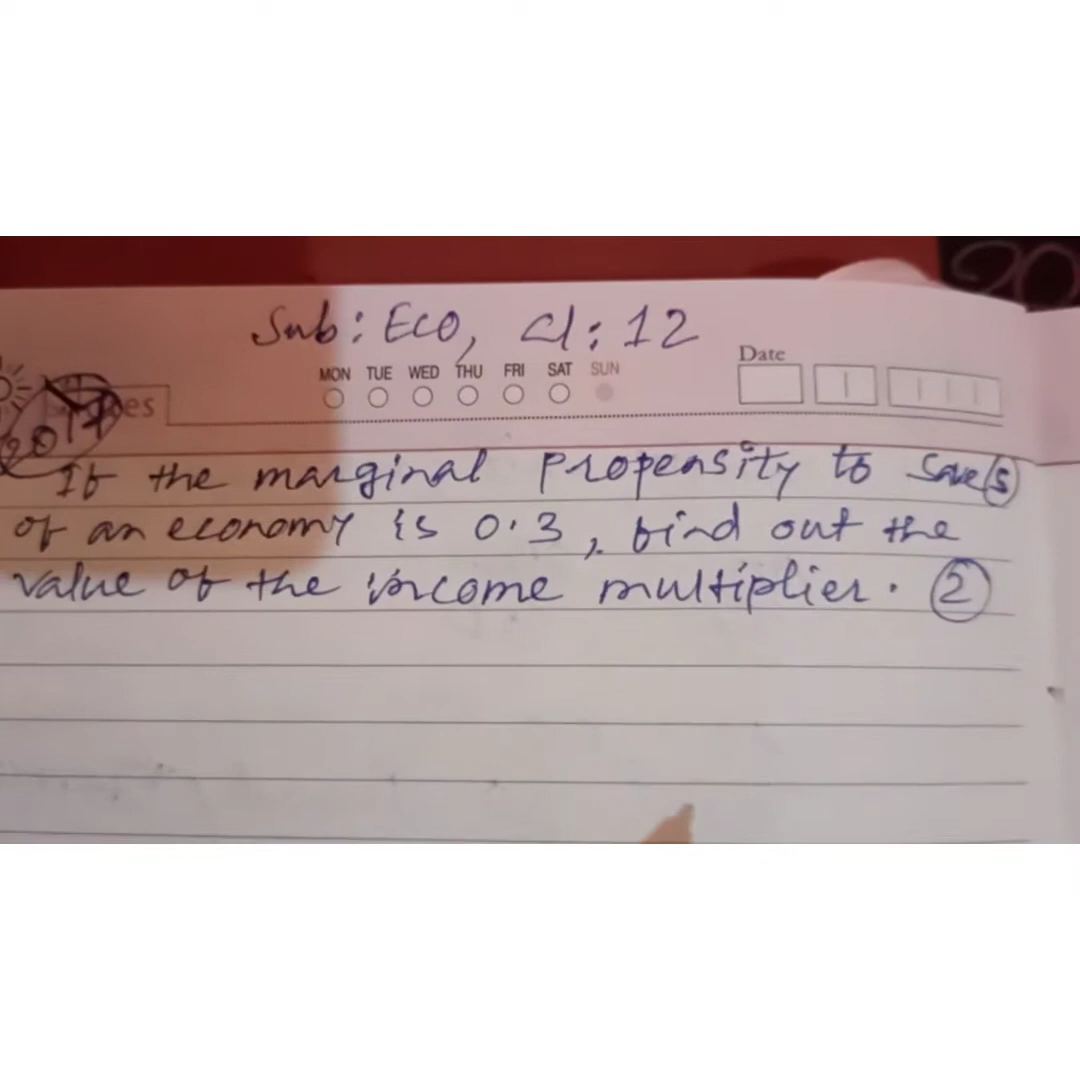 20
Sub: Eco, Cl: 12
MON TUE WED THU FRI SAT SUN
Date
2017
If the marginal propensity to save(s)
of an economy is 0.3, find out the
value of the income multiplier. 2